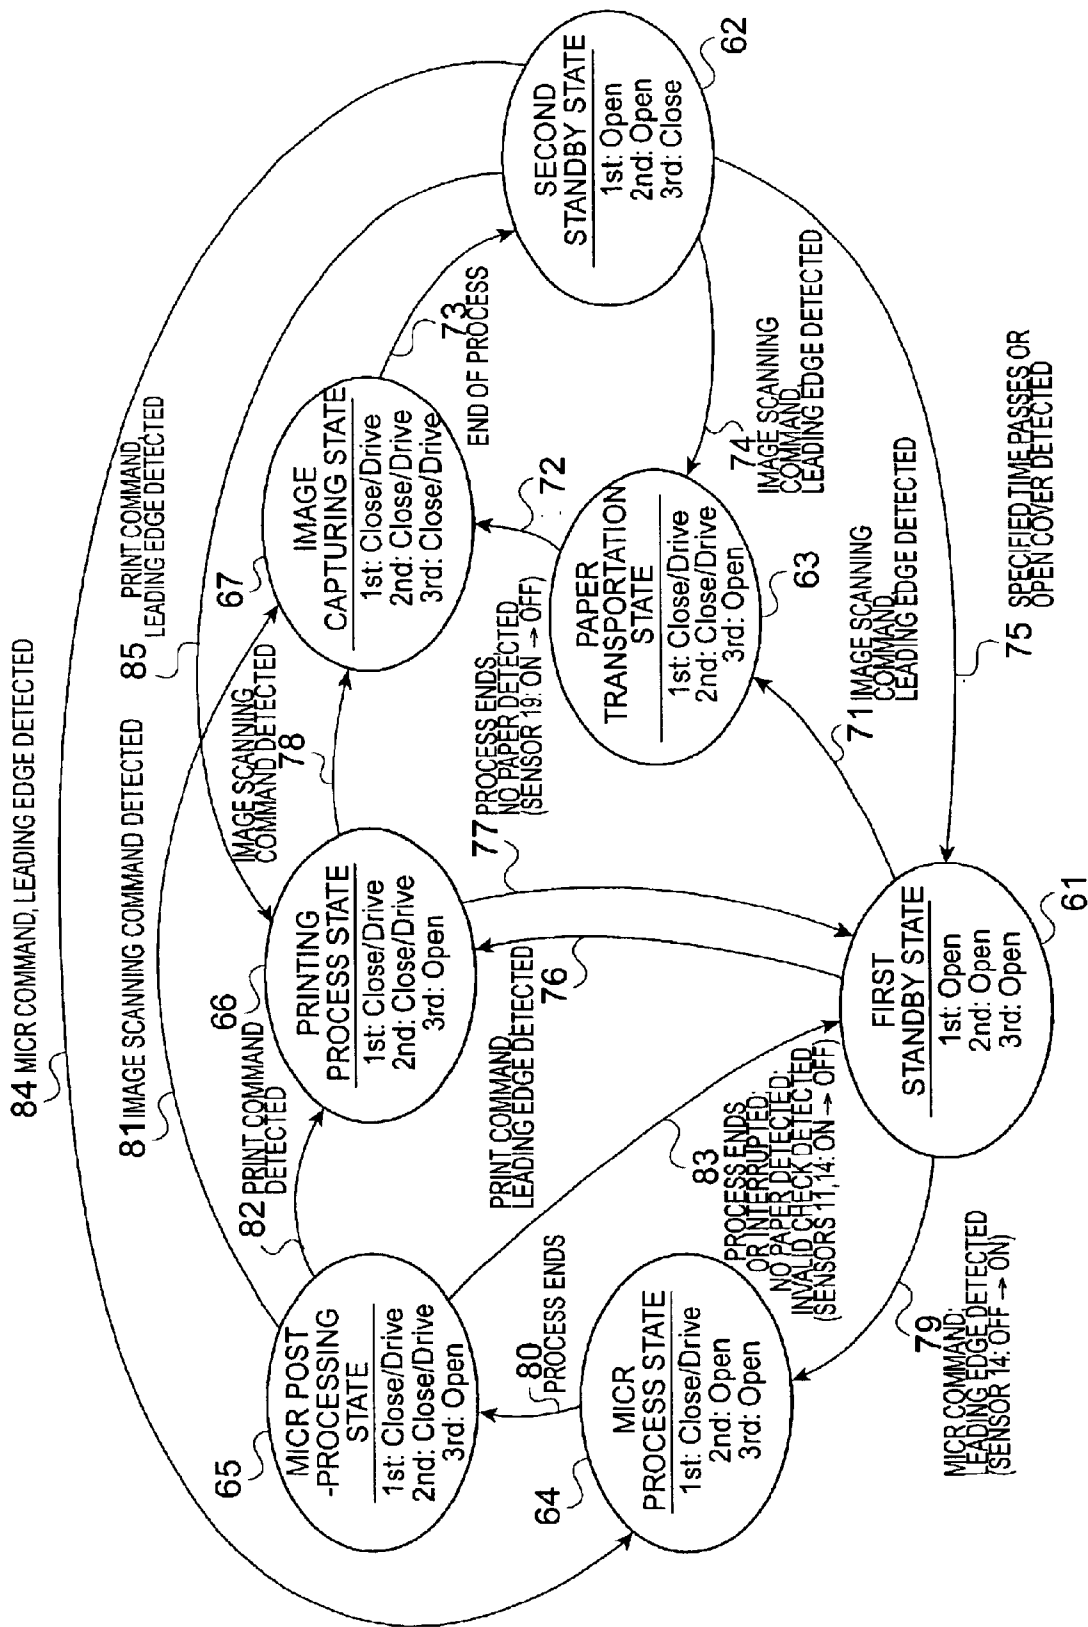 84 MICR COMMAND, LEADING EDGE DETECTED
81 IMAGE SCANNING COMMAND DETECTED
85
PRINT COMMAND,
LEADING EDGE DETECTED
65
MICR POST
-PROCESSING
STATE
1st: Close/Drive
2nd: Close/Drive
3rd: Open
82 PRINT COMMAND
DETECTED
66
PRINTING
PROCESS STATE
1st: Close/Drive
2nd: Close/Drive
3rd: Open
IMAGE SCANNING
COMMAND DETECTED
78
67
IMAGE
CAPTURING STATE
1st: Close/Drive
2nd: Close/Drive
3rd: Close/Drive
73
END OF PROCESS
SECOND
STANDBY STATE
1st: Open
2nd: Open
3rd: Close
62
80
PROCESS ENDS
64
MICR
PROCESS STATE
1st: Close/Drive
2nd: Open
3rd: Open
PRINT COMMAND,
LEADING EDGE DETECTED
76
77 PROCESS ENDS,
NO PAPER DETECTED
(SENSOR 19: ON → OFF)
72
PAPER
TRANSPORTATION
STATE
1st: Close/Drive
2nd: Close/Drive
3rd: Open
63
74
IMAGE SCANNING
COMMAND,
LEADING EDGE DETECTED
83
PROCESS ENDS
OR INTERRUPTED;
NO PAPER DETECTED;
INVALID CHECK DETECTED
(SENSORS 11,14: ON → OFF)
71 IMAGE SCANNING
COMMAND,
LEADING EDGE DETECTED
79
MICR COMMAND;
LEADING EDGE DETECTED
(SENSOR 14: OFF → ON)
FIRST
STANDBY STATE
1st: Open
2nd: Open
3rd: Open
61
75
SPECIFIED TIME PASSES OR
OPEN COVER DETECTED